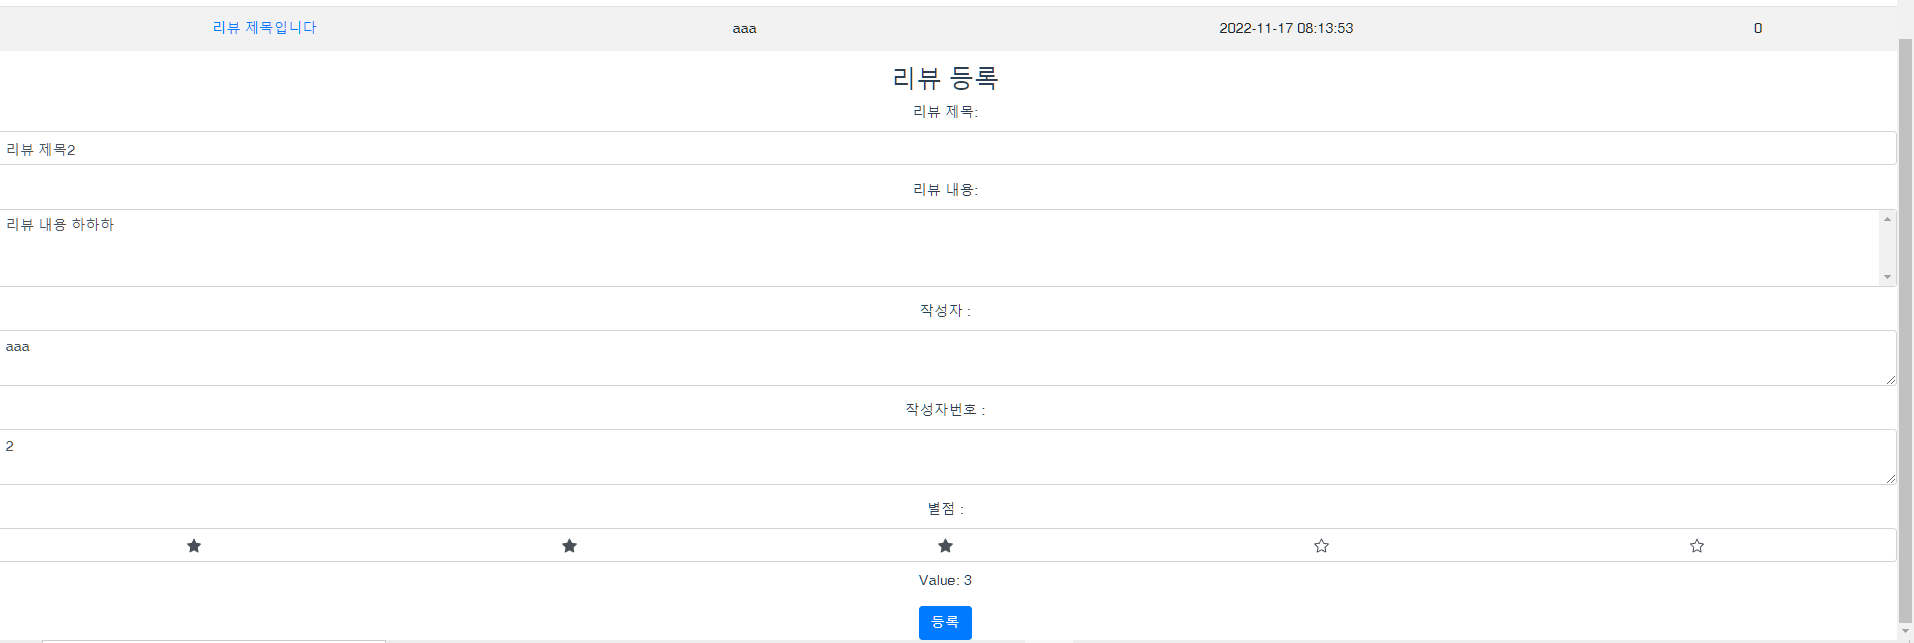 리뷰 제목입니다 aaa 2022-11-17 08:13:53 0
리뷰 등록
리뷰 제목:
리뷰 제목2
리뷰 내용:
리뷰 내용 하하하
작성자 :
aaa
작성자번호 :
2
별점 :
Value: 3
등록